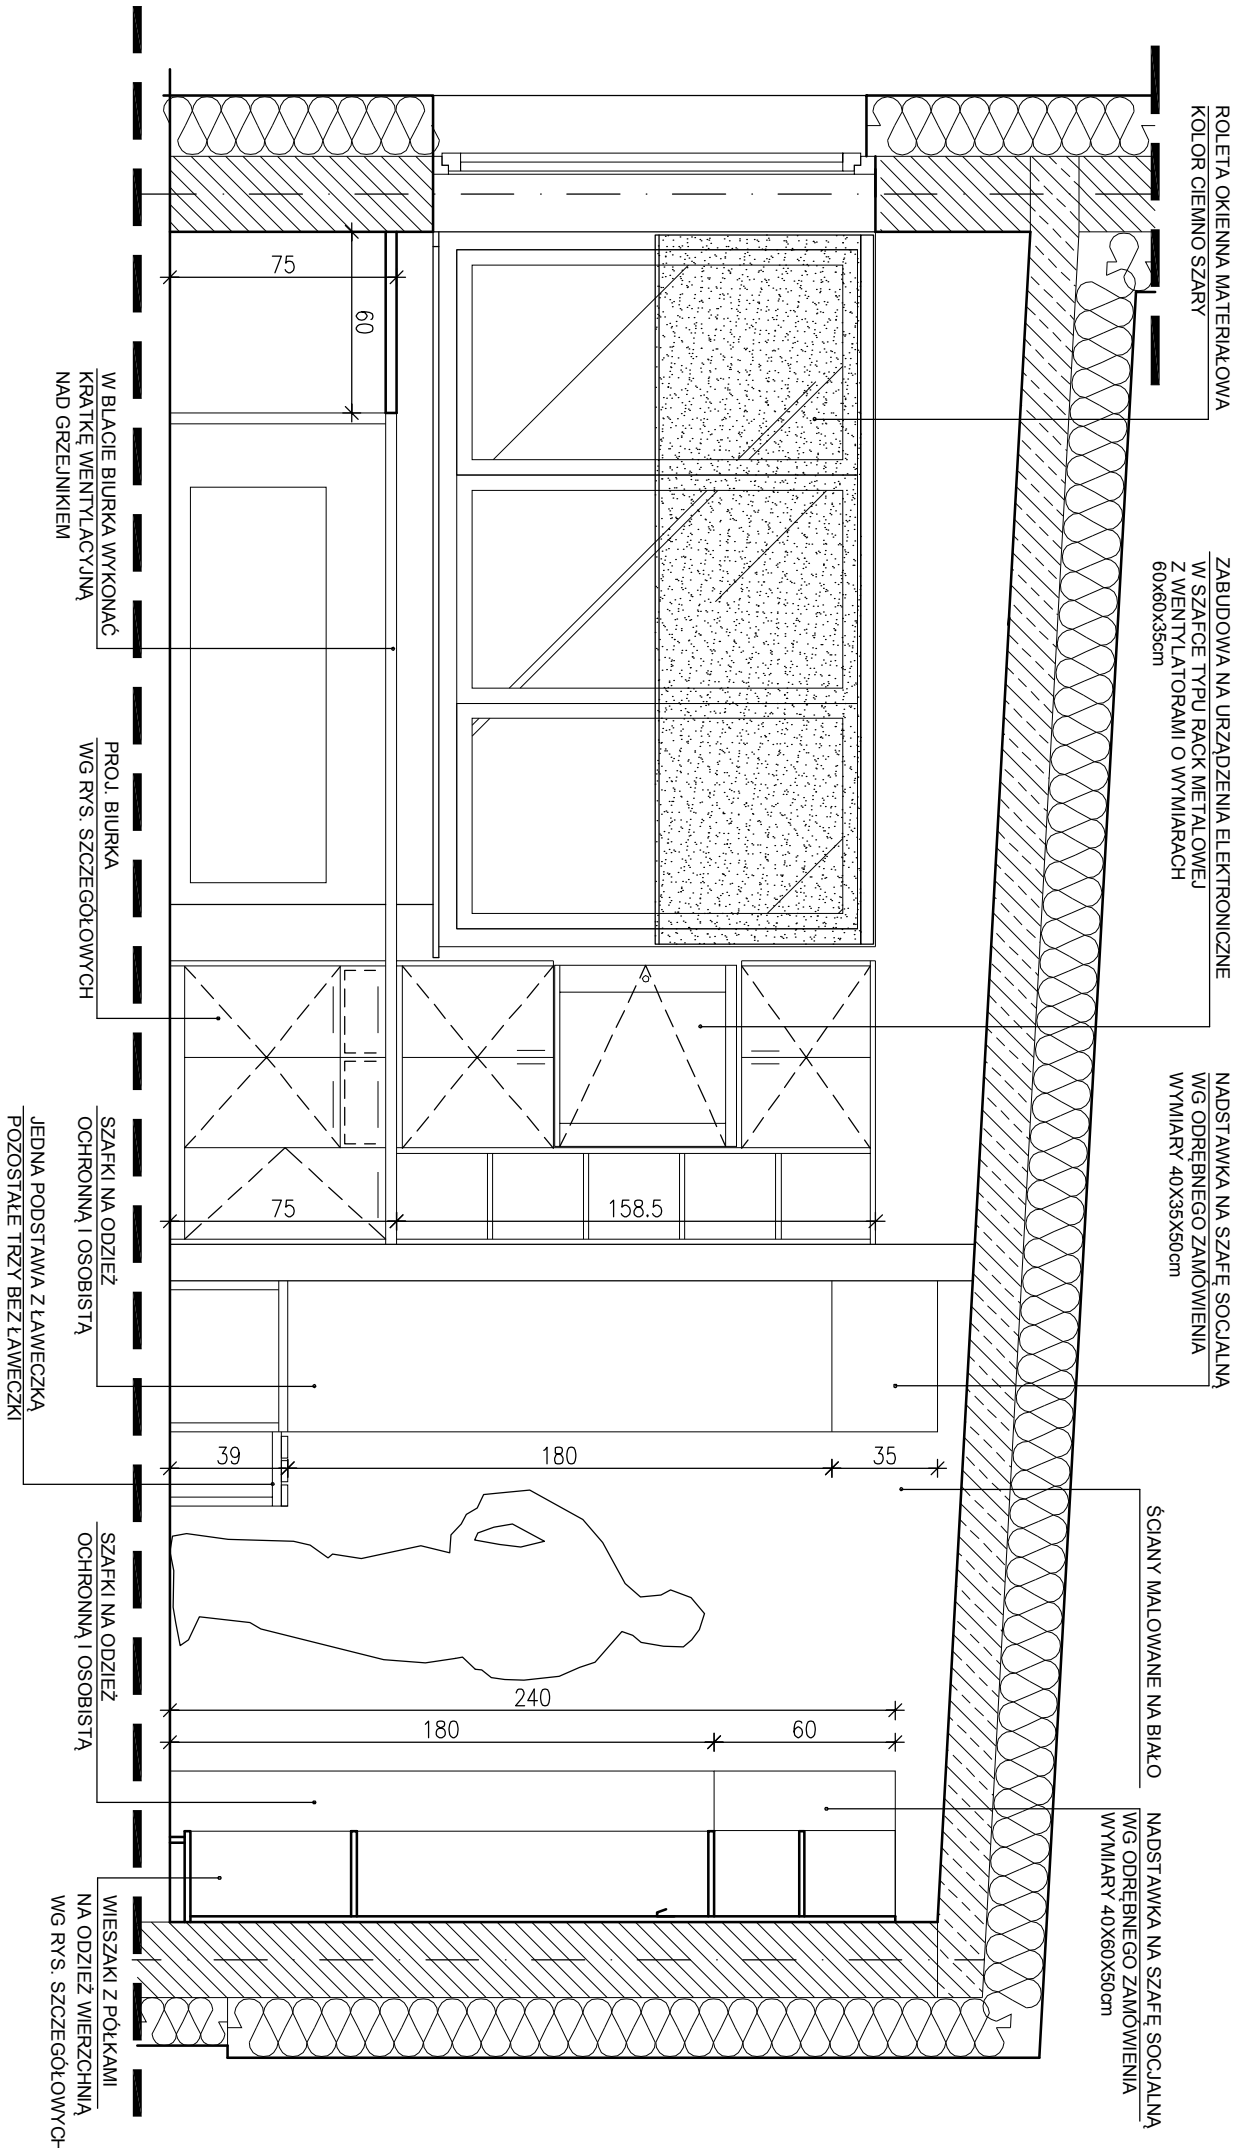 ROLETA OKIENNA MATERIAŁOWA
KOLOR CIEMNO SZARY
ZABUDOWA NA URZĄDZENIA ELEKTRONICZNE
W SZAFCE TYPU RACK METALOWEJ
Z WENTYLATORAMI O WYMIARACH
60x60x35cm
NADSTAWKA NA SZAFĘ SOCJALNĄ
WG ODRĘBNEGO ZAMÓWIENIA
WYMIARY 40X35X50cm
ŚCIANY MALOWANE NA BIAŁO
NADSTAWKA NA SZAFĘ SOCJALNĄ
WG ODRĘBNEGO ZAMÓWIENIA
WYMIARY 40X60X50cm
75
60
75
158.5
39
180
35
240
180
60
W BLACIE BIURKA WYKONAĆ
KRATKĘ WENTYLACYJNĄ
NAD GRZEJNIKIEM
PROJ. BIURKA
WG RYS. SZCZEGÓŁOWYCH
SZAFKI NA ODZIEŻ
OCHRONNĄ I OSOBISTĄ
JEDNA PODSTAWA Z ŁAWECZKĄ
POZOSTAŁE TRZY BEZ ŁAWECZKI
SZAFKI NA ODZIEŻ
OCHRONNĄ I OSOBISTĄ
WIESZAKI Z PÓŁKAMI
NA ODZIEŻ WIERZCHNIĄ
WG RYS. SZCZEGÓŁOWYCH